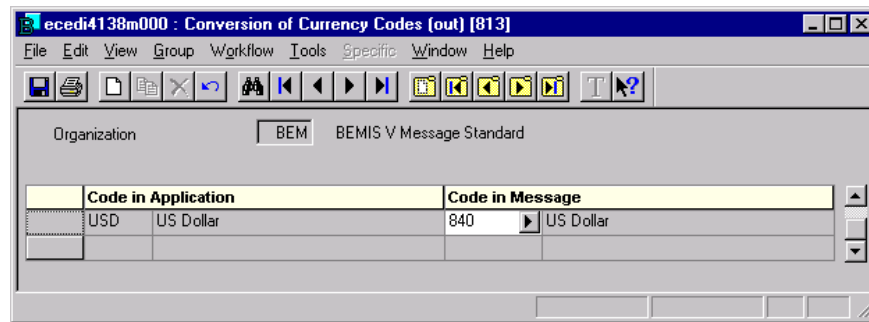 B ecedi4138m000 : Conversion of Currency Codes (out) [813]
File Edit View Group Workflow Tools Specific Window Help
T ?
Organization BEM BEMIS V Message Standard
Code in Application Code in Message
USD US Dollar 840 US Dollar